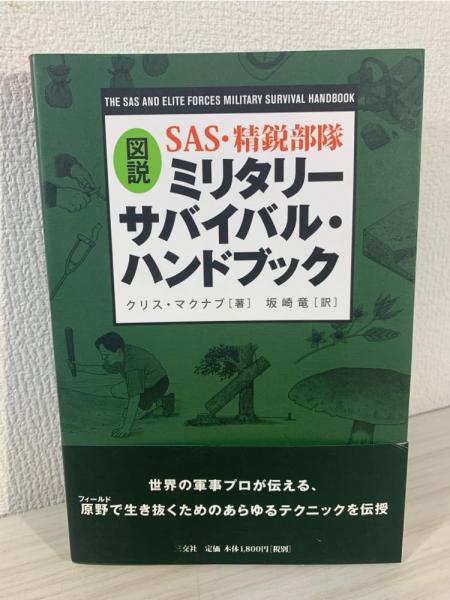 THE SAS AND ELITE FORCES MILITARY SURVIVAL HANDBOOK
図説
SAS・精鋭部隊
ミリタリー
サバイバル・
ハンドブック
クリス・マクナブ[著] 坂崎竜[訳]
世界の軍事プロが伝える、
フィールド
原野で生き抜くためのあらゆるテクニックを伝授
三交社 定価 本体1,800円[税別]